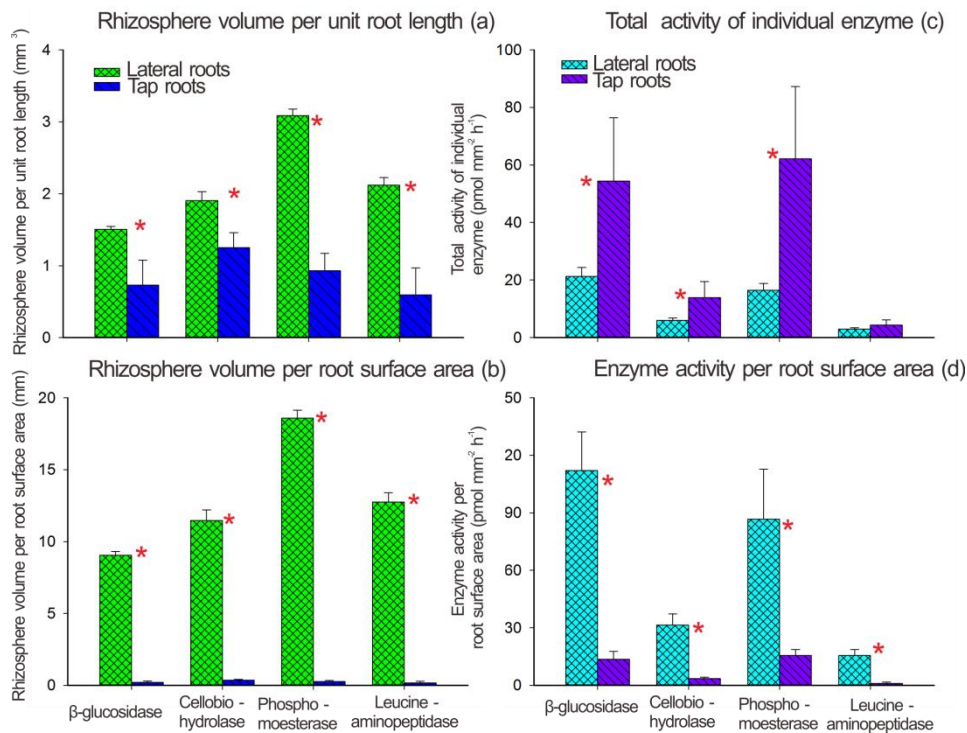 Rhizosphere volume per unit root length (a)
Rhizosphere volume per unit root length (mm³)
4
3
2
1
0
Lateral roots
Tap roots
*
*
*
*
Total activity of individual enzyme (c)
Total activity of individual
enzyme (pmol mm⁻² h⁻¹)
100
80
60
40
20
0
Lateral roots
Tap roots
*
*
*
Rhizosphere volume per root surface area (b)
Rhizosphere volume per root surface area (mm)
20
15
10
5
0
*
*
*
*
β-glucosidase
Cellobio -
hydrolase
Phospho -
moesterase
Leucine -
aminopeptidase
Enzyme activity per root surface area (d)
Enzyme activity per
root surface area (pmol mm⁻² h⁻¹)
50
20
90
60
30
0
*
*
*
*
β-glucosidase
Cellobio -
hydrolase
Phospho -
moesterase
Leucine -
aminopeptidase